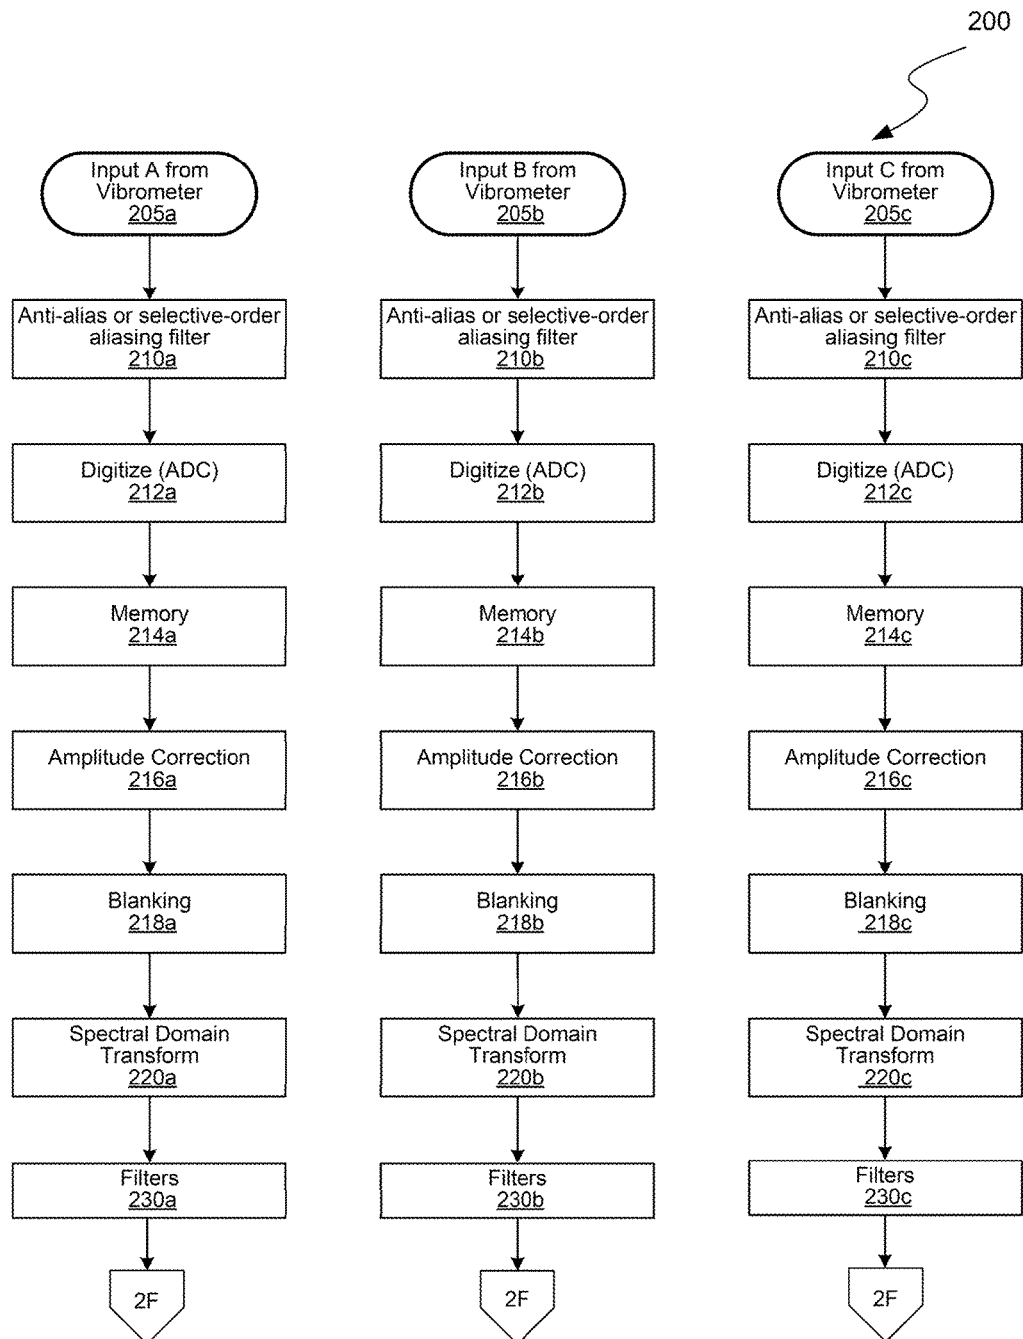 200
Input A from
Vibrometer
205a
Input B from
Vibrometer
205b
Input C from
Vibrometer
205c
Anti-alias or selective-order
aliasing filter
210a
Anti-alias or selective-order
aliasing filter
210b
Anti-alias or selective-order
aliasing filter
210c
Digitize (ADC)
212a
Digitize (ADC)
212b
Digitize (ADC)
212c
Memory
214a
Memory
214b
Memory
214c
Amplitude Correction
216a
Amplitude Correction
216b
Amplitude Correction
216c
Blanking
218a
Blanking
218b
Blanking
218c
Spectral Domain
Transform
220a
Spectral Domain
Transform
220b
Spectral Domain
Transform
220c
Filters
230a
Filters
230b
Filters
230c
2F
2F
2F